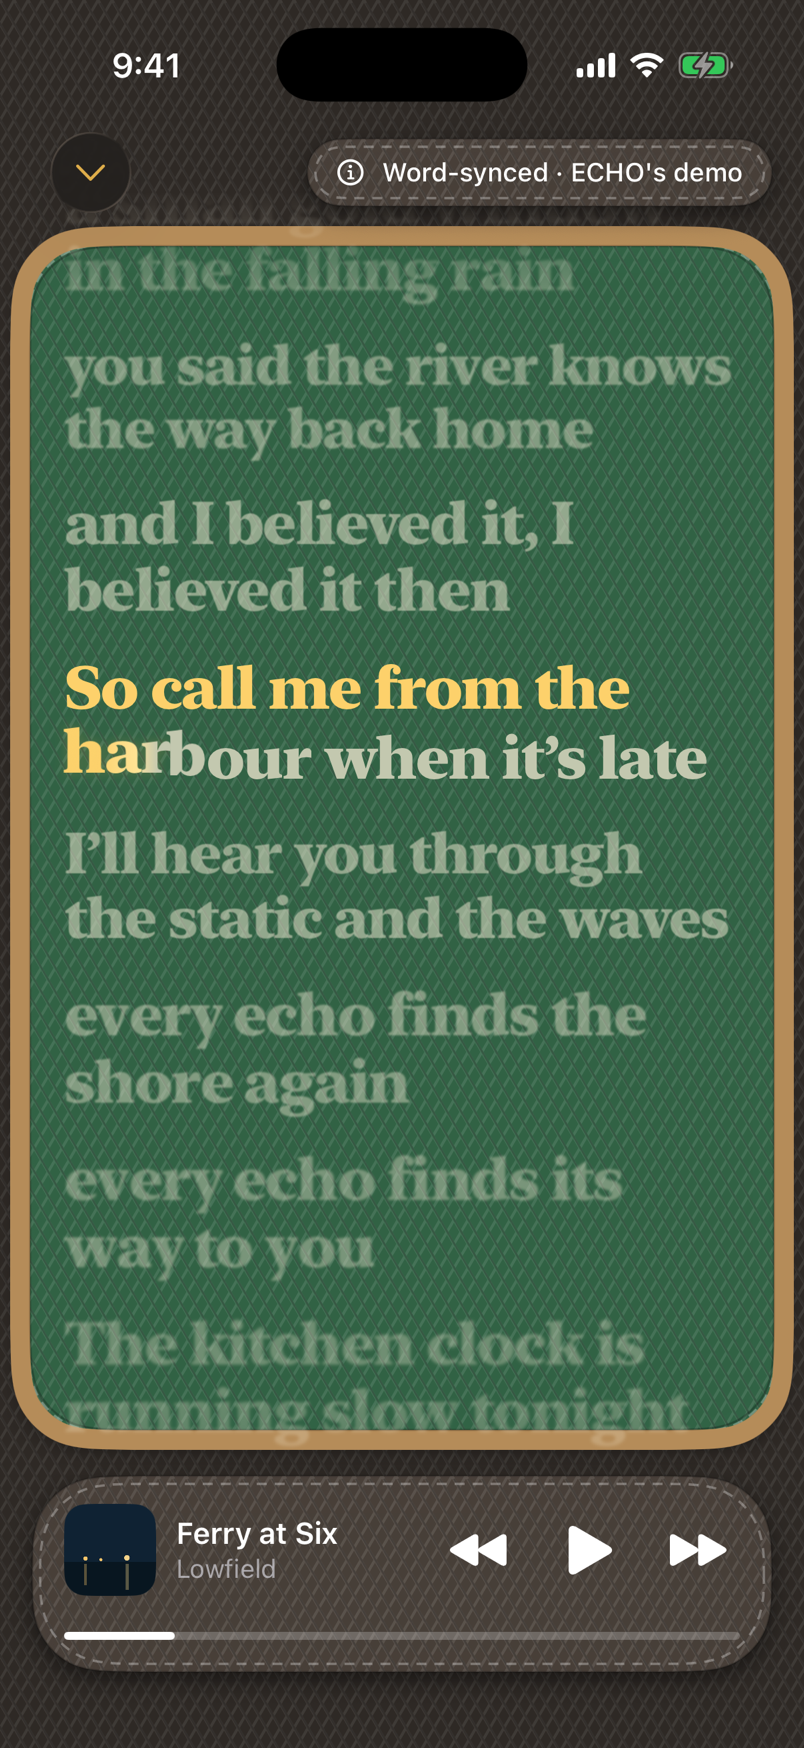 9:41
Word-synced · ECHO's demo
in the falling rain
you said the river knows
the way back home
and I believed it, I
believed it then
So call me from the
harbour when it’s late
I’ll hear you through
the static and the waves
every echo finds the
shore again
every echo finds its
way to you
The kitchen clock is
running slow tonight
Ferry at Six
Lowfield